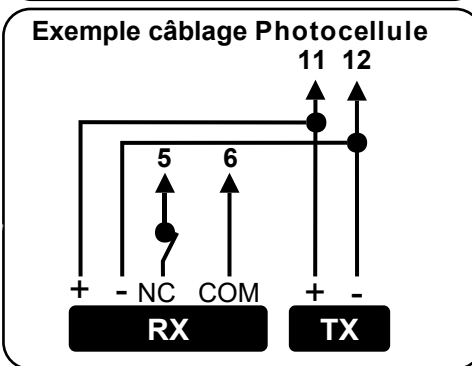 Exemple câblage Photocellule
11 12
5 6
+ - NC COM + -
RX TX